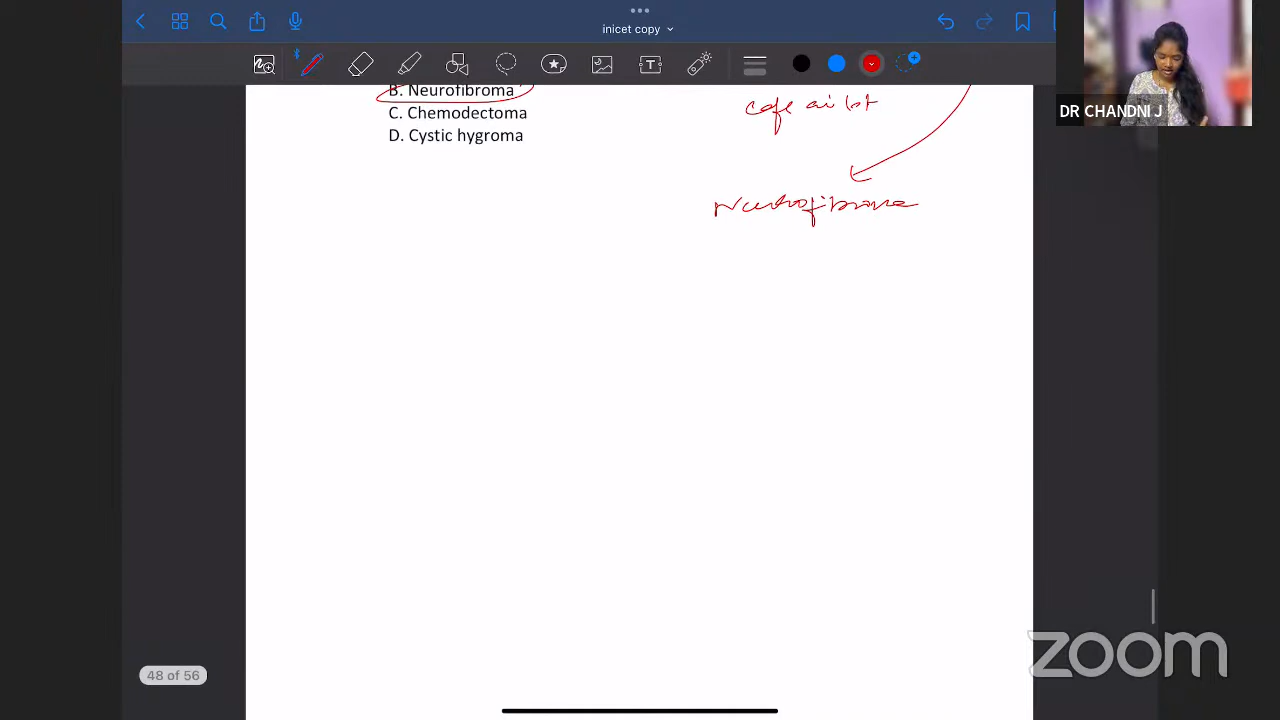 inicet copy
B. Neurofibroma
C. Chemodectoma
D. Cystic hygroma
cafe au lait
Neurofibroma
DR CHANDNI J
48 of 56
zoom